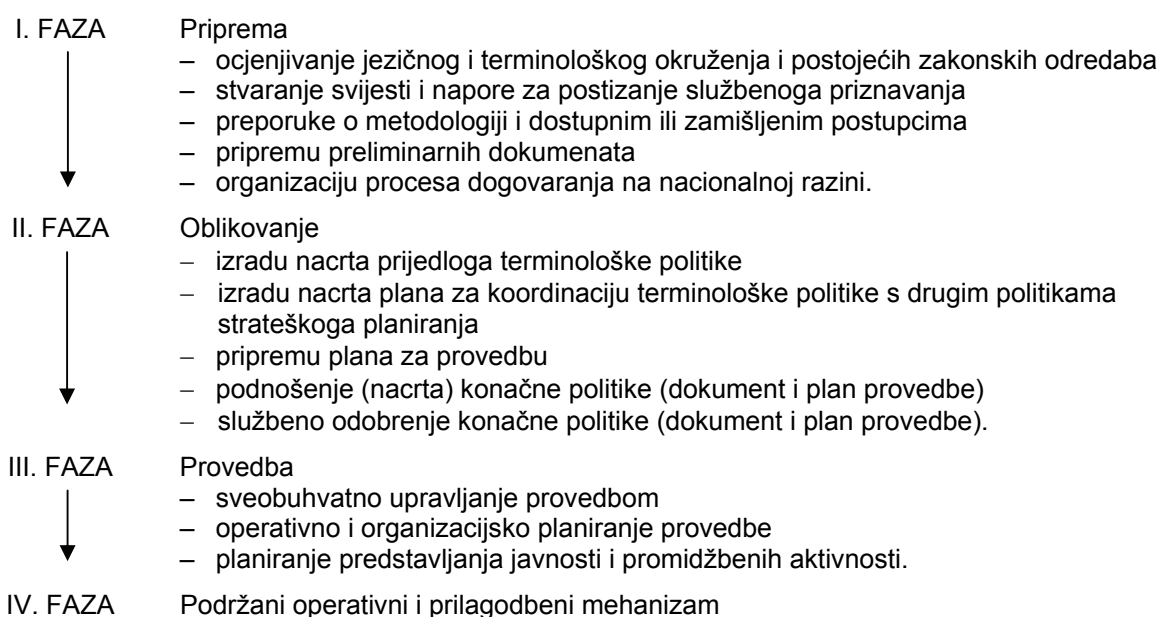 I. FAZA Priprema
– ocjenjivanje jezičnog i terminološkog okruženja i postojećih zakonskih odredaba
– stvaranje svijesti i napore za postizanje službenoga priznavanja
– preporuke o metodologiji i dostupnim ili zamišljenim postupcima
– pripremu preliminarnih dokumenata
– organizaciju procesa dogovaranja na nacionalnoj razini.
II. FAZA Oblikovanje
– izradu nacrta prijedloga terminološke politike
– izradu nacrta plana za koordinaciju terminološke politike s drugim politikama
strateškoga planiranja
– pripremu plana za provedbu
– podnošenje (nacrta) konačne politike (dokument i plan provedbe)
– službeno odobrenje konačne politike (dokument i plan provedbe).
III. FAZA Provedba
– sveobuhvatno upravljanje provedbom
– operativno i organizacijsko planiranje provedbe
– planiranje predstavljanja javnosti i promidžbenih aktivnosti.
IV. FAZA Podržani operativni i prilagodbeni mehanizam